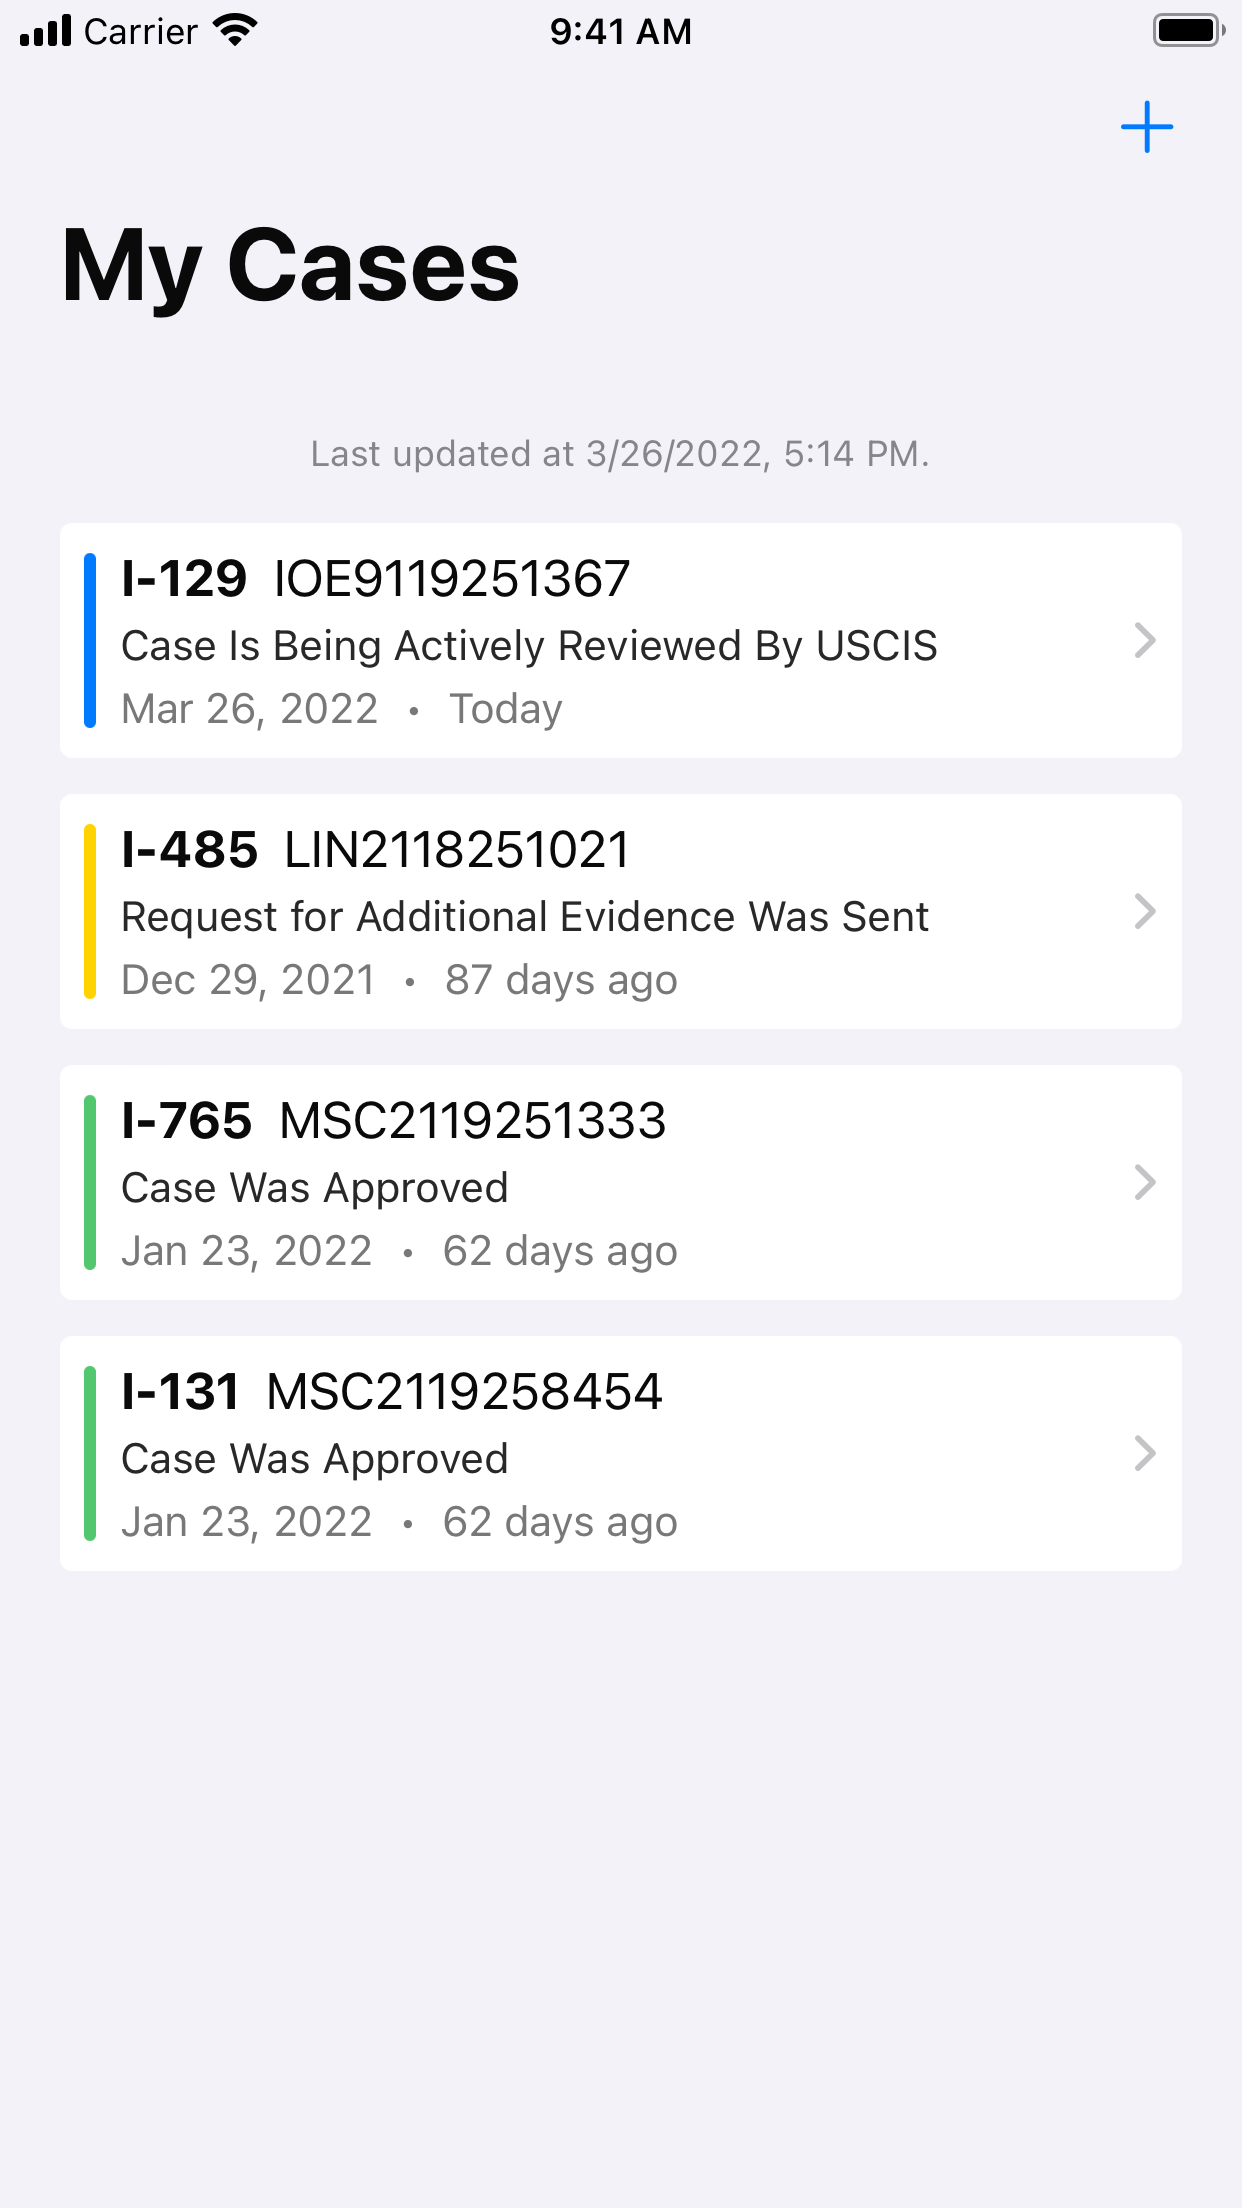 Carrier 9:41 AM
My Cases
Last updated at 3/26/2022, 5:14 PM.
I-129 IOE9119251367
Case Is Being Actively Reviewed By USCIS
Mar 26, 2022 • Today
I-485 LIN2118251021
Request for Additional Evidence Was Sent
Dec 29, 2021 • 87 days ago
I-765 MSC2119251333
Case Was Approved
Jan 23, 2022 • 62 days ago
I-131 MSC2119258454
Case Was Approved
Jan 23, 2022 • 62 days ago